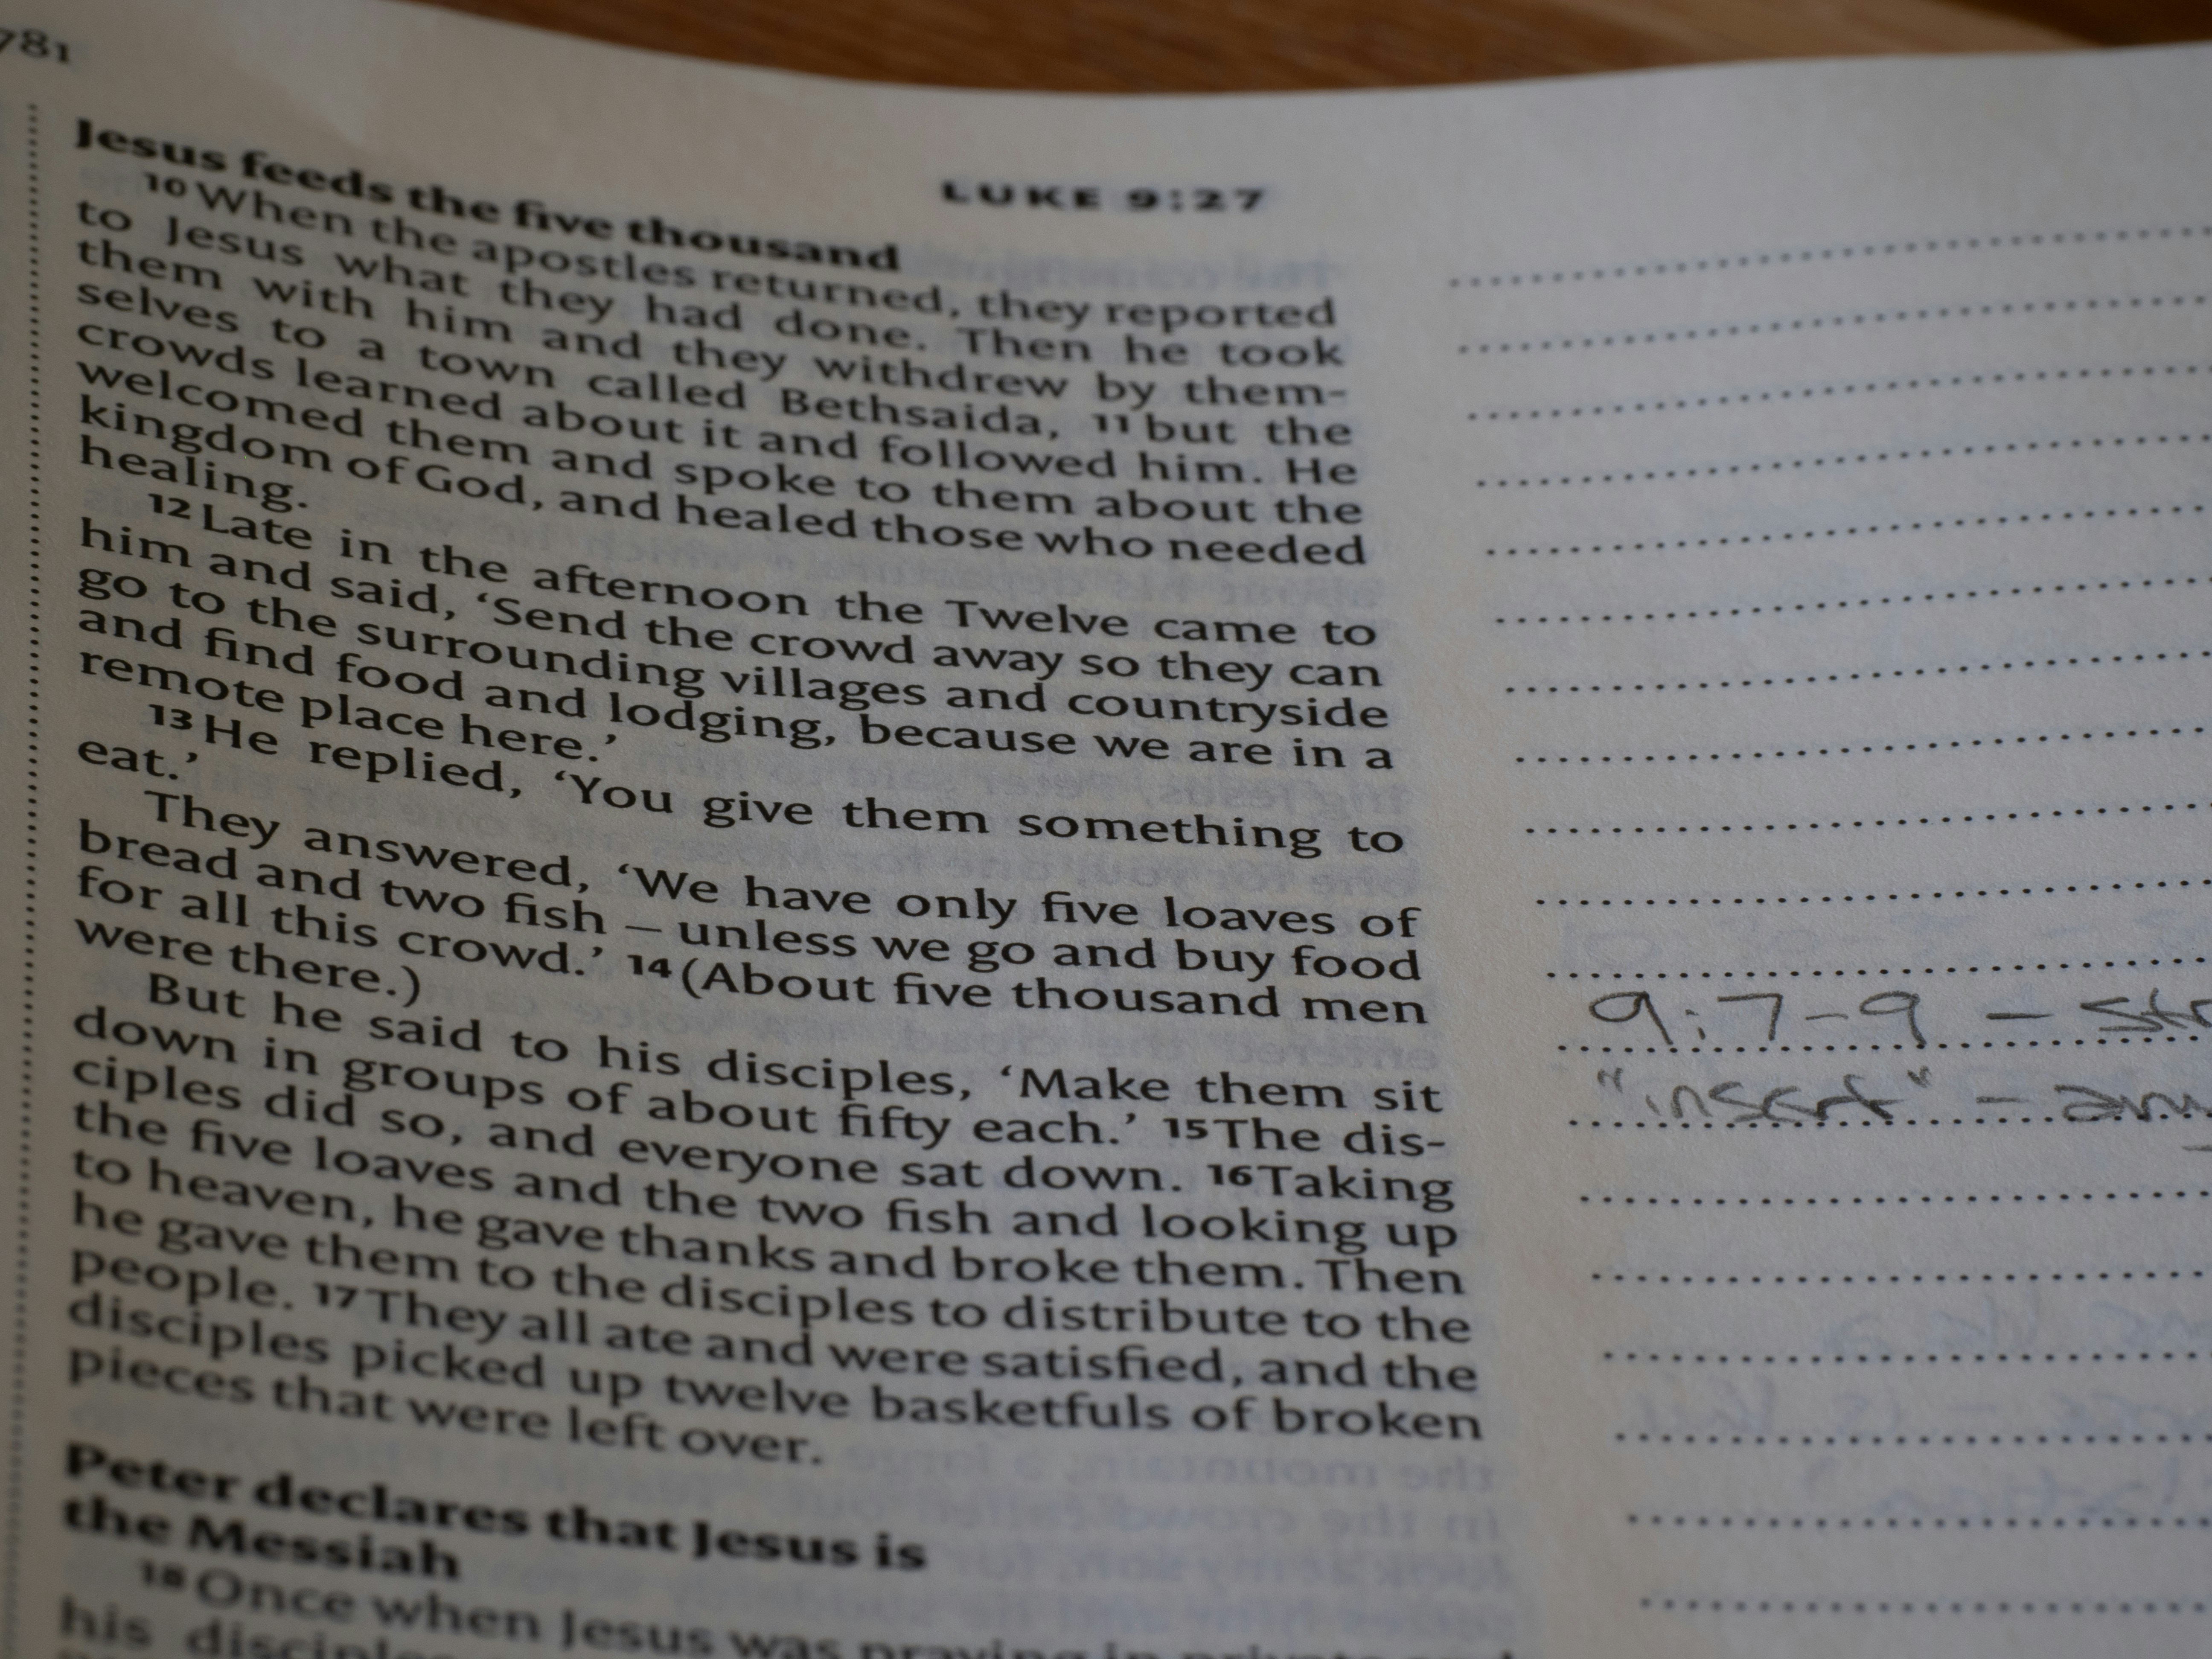 781
LUKE 9:27
Jesus feeds the five thousand
10 When the apostles returned, they reported
to Jesus what they had done. Then he took
them with him and they withdrew by them-
selves to a town called Bethsaida, 11 but the
crowds learned about it and followed him. He
welcomed them and spoke to them about the
kingdom of God, and healed those who needed
healing.
12 Late in the afternoon the Twelve came to
him and said, ‘Send the crowd away so they can
go to the surrounding villages and countryside
and find food and lodging, because we are in a
remote place here.’
13 He replied, ‘You give them something to
eat.’
They answered, ‘We have only five loaves of
bread and two fish – unless we go and buy food
for all this crowd.’ 14 (About five thousand men
were there.)
But he said to his disciples, ‘Make them sit
down in groups of about fifty each.’ 15 The dis-
ciples did so, and everyone sat down. 16 Taking
the five loaves and the two fish and looking up
to heaven, he gave thanks and broke them. Then
he gave them to the disciples to distribute to the
people. 17 They all ate and were satisfied, and the
disciples picked up twelve basketfuls of broken
pieces that were left over.
Peter declares that Jesus is
the Messiah
18 Once when Jesus was praying in private and
his
9:7-9 –
"insert" –